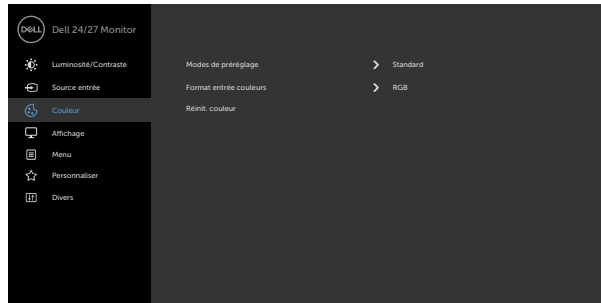 DELL Dell 24/27 Monitor
Luminosité/Contraste Modes de préréglage Standard
Source entrée Format entrée couleurs RGB
Couleur Réinit. couleur
Affichage
Menu
Personnaliser
Divers